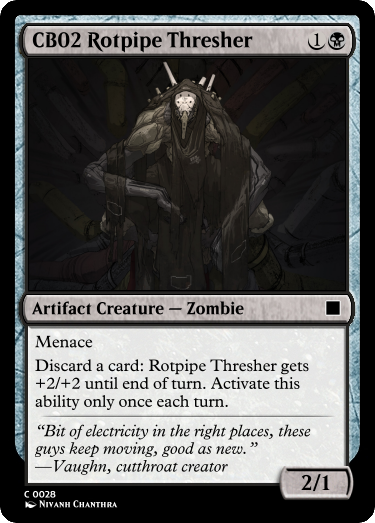 CB02 Rotpipe Thresher
1
Artifact Creature — Zombie
Menace
Discard a card: Rotpipe Thresher gets
+2/+2 until end of turn. Activate this
ability only once each turn.
“Bit of electricity in the right places, these
guys keep moving, good as new.”
—Vaughn, cutthroat creator
2/1
C 0028
Nivanh Chanthra